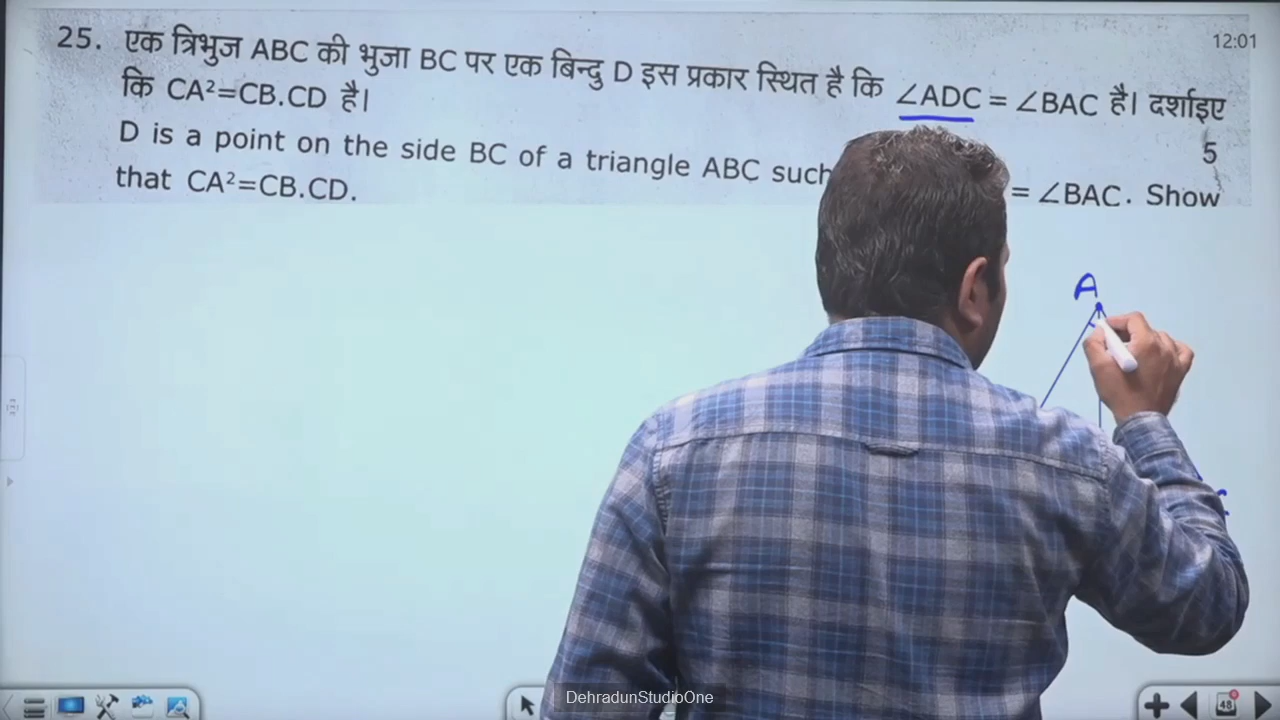 12:01
25. एक त्रिभुज ABC की भुजा BC पर एक बिन्दु D इस प्रकार स्थित है कि ∠ADC = ∠BAC है। दर्शाइए
कि CA²=CB.CD है।
5
D is a point on the side BC of a triangle ABC such = ∠BAC. Show
that CA²=CB.CD.
A
48
DehradunStudioOne